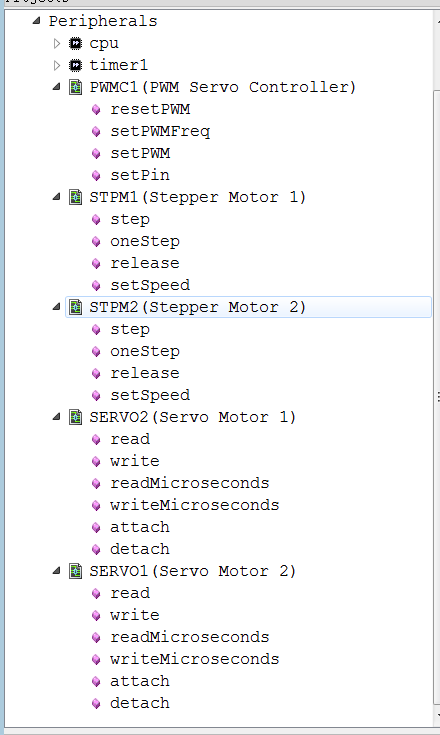 Peripherals
cpu
timer1
PWMC1(PWM Servo Controller)
resetPWM
setPWMFreq
setPWM
setPin
STPM1(Stepper Motor 1)
step
oneStep
release
setSpeed
STPM2(Stepper Motor 2)
step
oneStep
release
setSpeed
SERVO2(Servo Motor 1)
read
write
readMicroseconds
writeMicroseconds
attach
detach
SERVO1(Servo Motor 2)
read
write
readMicroseconds
writeMicroseconds
attach
detach